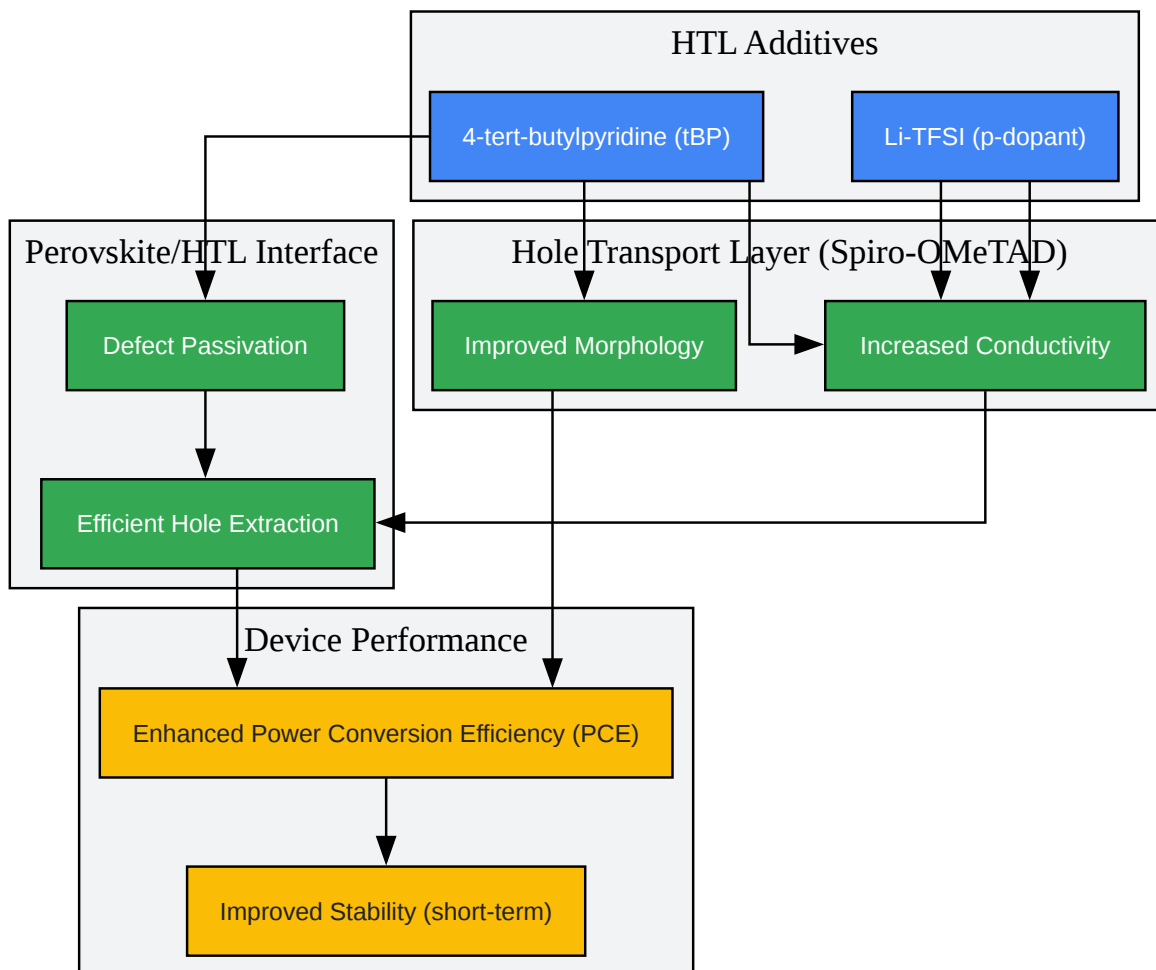 HTL Additives
4-tert-butylpyridine (tBP)
Li-TFSI (p-dopant)
Perovskite/HTL Interface
Hole Transport Layer (Spiro-OMeTAD)
Defect Passivation
Improved Morphology
Increased Conductivity
Efficient Hole Extraction
Device Performance
Enhanced Power Conversion Efficiency (PCE)
Improved Stability (short-term)